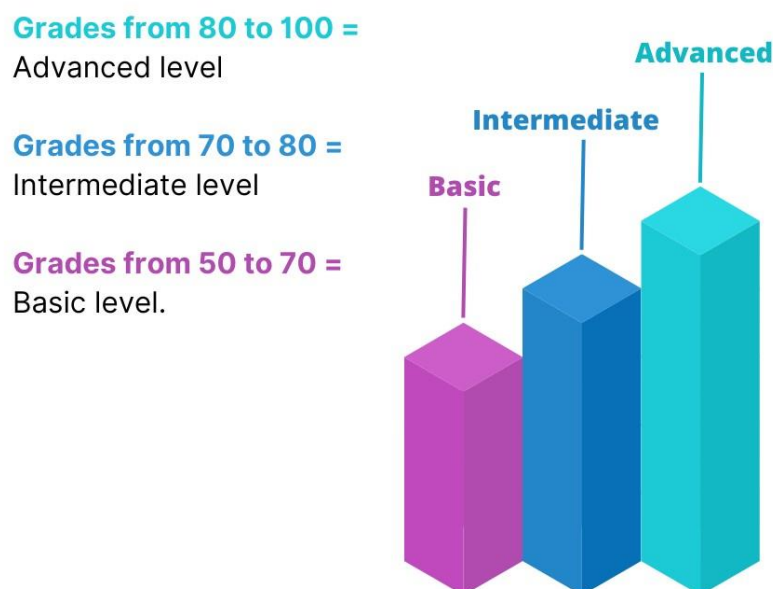 Grades from 80 to 100 =
Advanced level
Grades from 70 to 80 =
Intermediate level
Grades from 50 to 70 =
Basic level.
Advanced
Intermediate
Basic